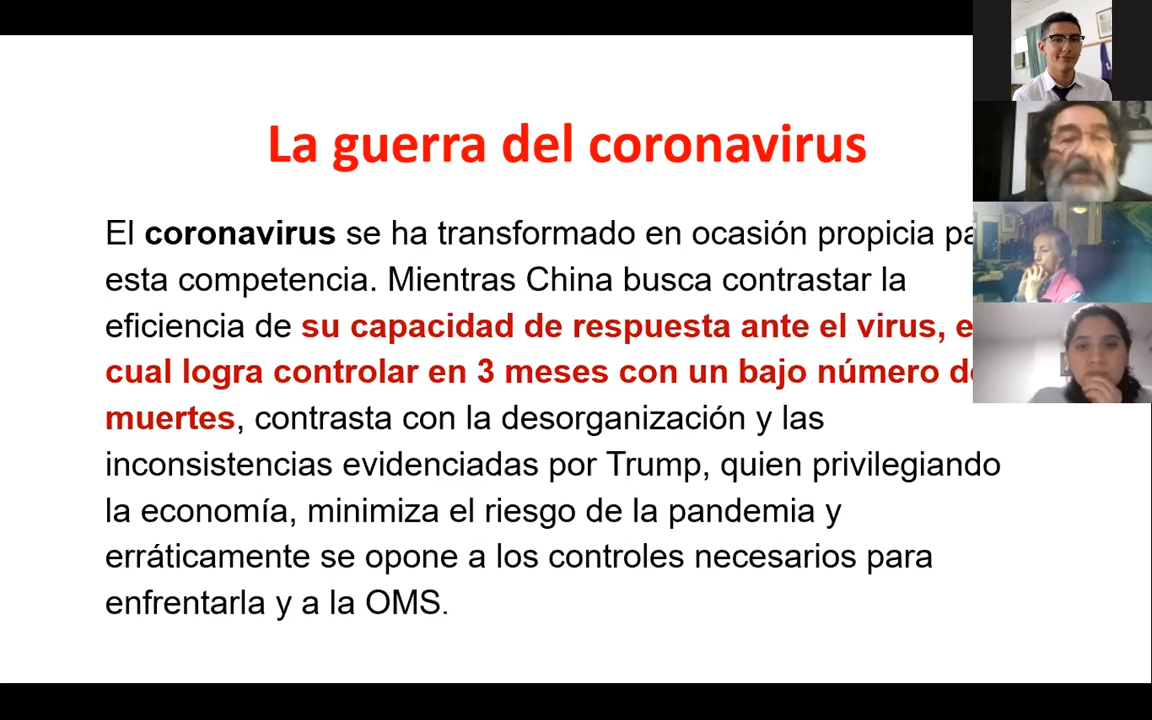 La guerra del coronavirus
El coronavirus se ha transformado en ocasión propicia
esta competencia. Mientras China busca contrastar la
eficiencia de su capacidad de respuesta ante el virus,
cual logra controlar en 3 meses con un bajo número
muertes, contrasta con la desorganización y las
inconsistencias evidenciadas por Trump, quien privilegiando
la economía, minimiza el riesgo de la pandemia y
erráticamente se opone a los controles necesarios para
enfrentarla y a la OMS.